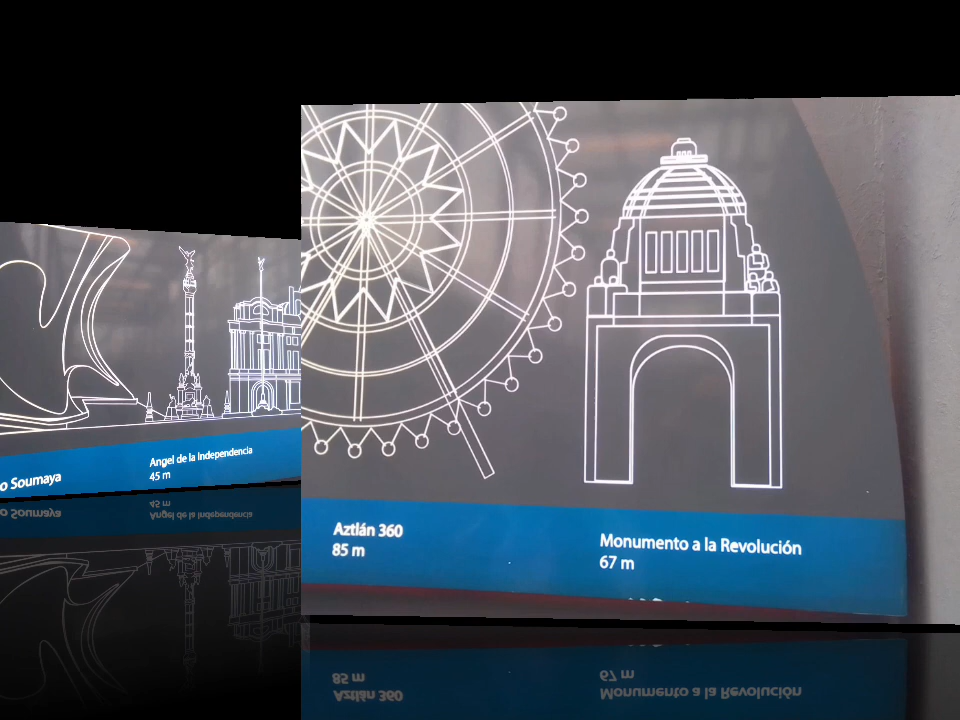 o Soumaya
Angel de la Independencia
45 m
Aztlán 360
85 m
Monumento a la Revolución
67 m